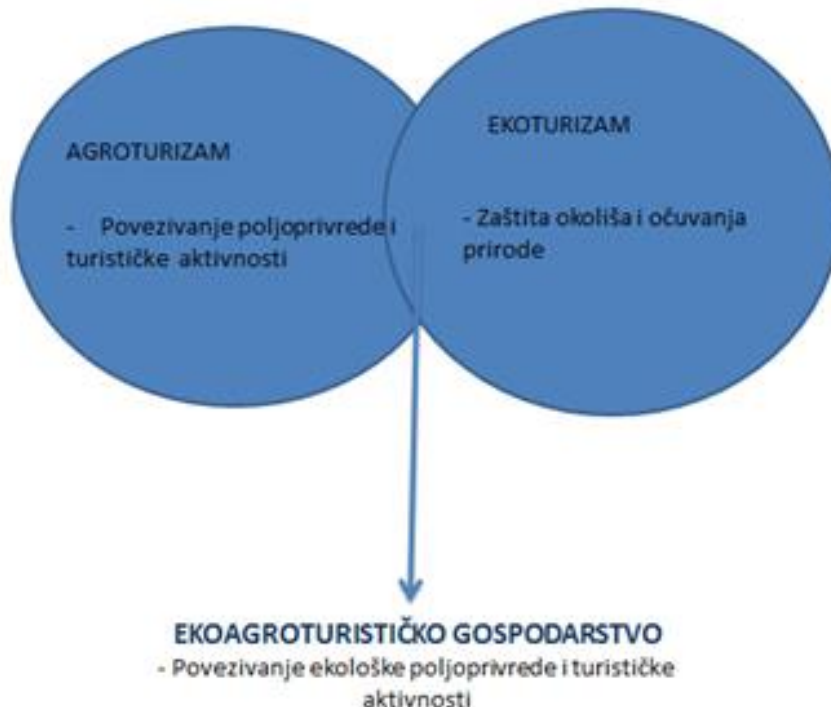 AGROTURIZAM
- Povezivanje poljoprivrede i
turističke aktivnosti
EKOTURIZAM
- Zaštita okoliša i očuvanja
prirode
EKOAGROTURISTIČKO GOSPODARSTVO
- Povezivanje ekološke poljoprivrede i turističke
aktivnosti